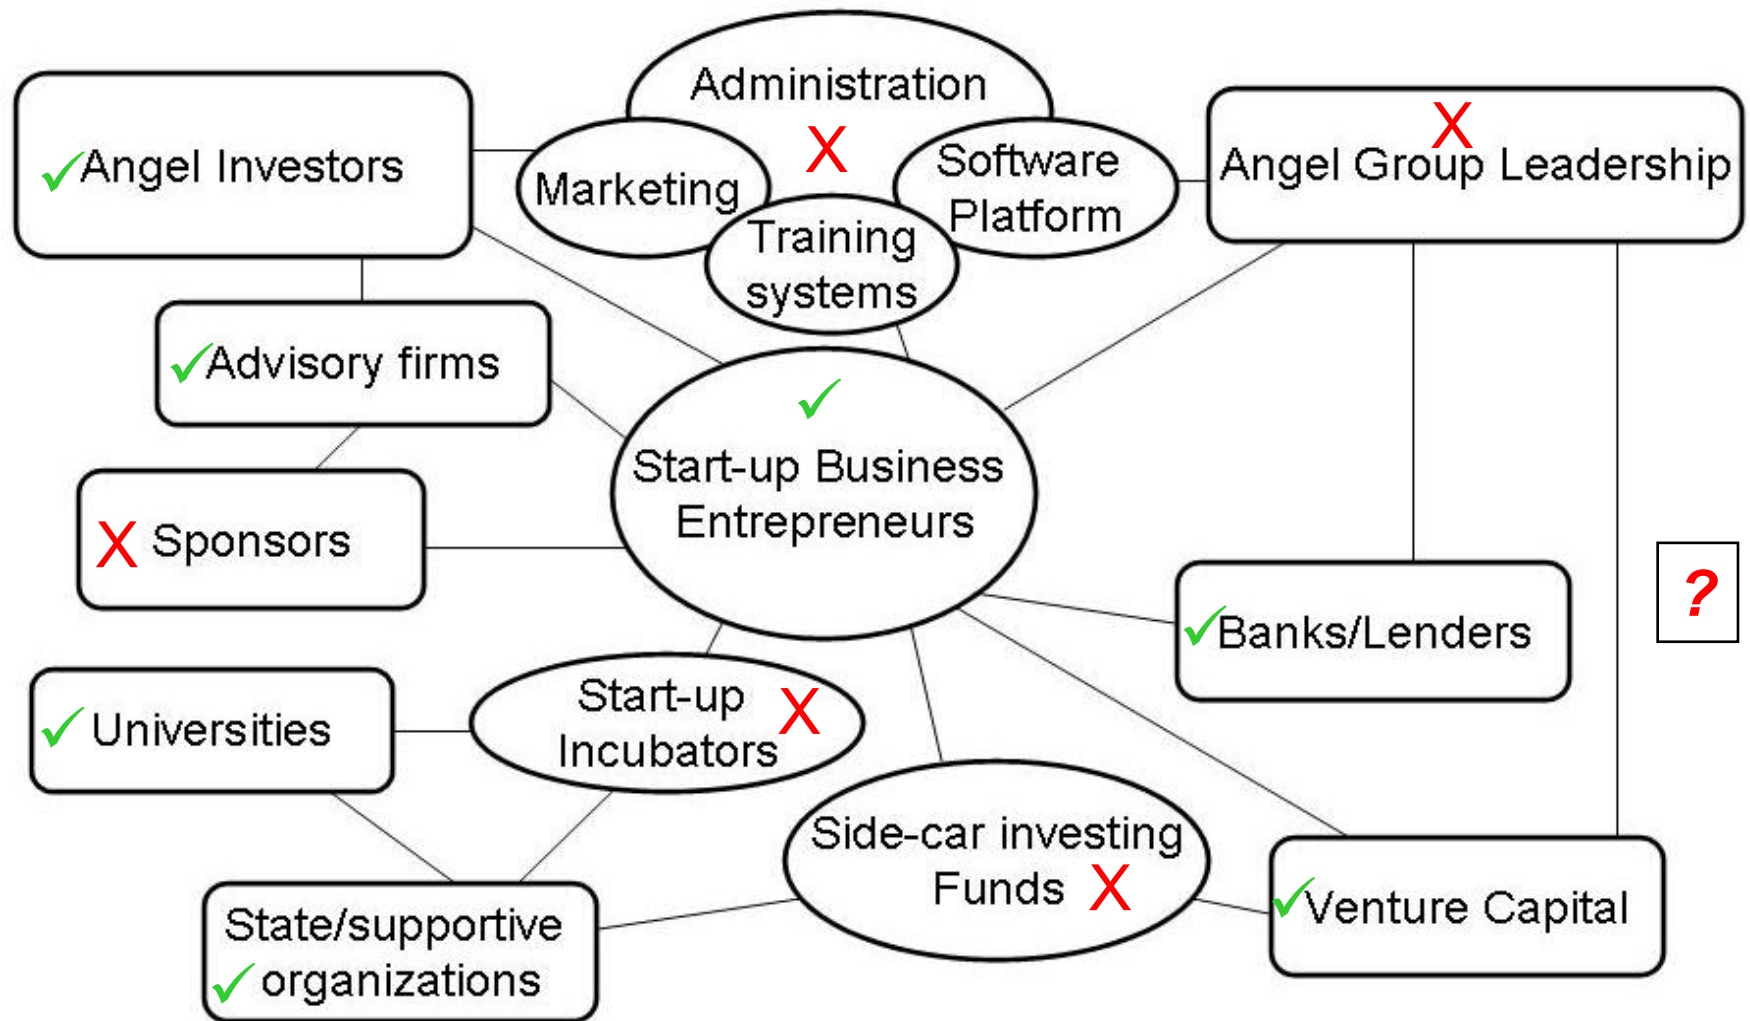 Administration
X
Marketing
Software
Platform
Training
systems
✓Angel Investors
X
Angel Group Leadership
✓Advisory firms
✓
Start-up Business
Entrepreneurs
X Sponsors
?
✓Banks/Lenders
✓ Universities
Start-up X
Incubators
Side-car investing
Funds X
✓Venture Capital
State/supportive
✓organizations